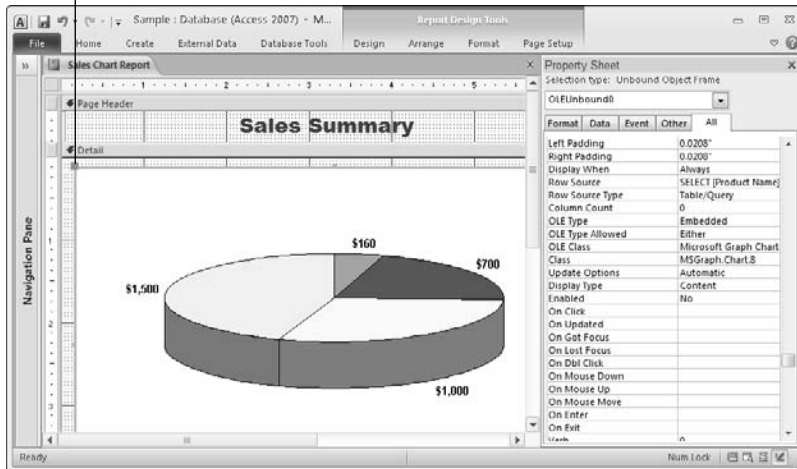 Sample : Database (Access 2007) - M...
Report Design Tools
File Home Create External Data Database Tools Design Arrange Format Page Setup
Sales Chart Report
Property Sheet
Selection type: Unbound Object Frame
OLEUnbound0
Format Data Event Other All
Page Header
Sales Summary
Detail
Navigation Pane
$160
$700
$1,500
$1,000
Left Padding 0.0208"
Right Padding 0.0208"
Display When Always
Row Source SELECT [Product Name]
Row Source Type Table/Query
Column Count 0
OLE Type Embedded
OLE Type Allowed Either
OLE Class Microsoft Graph Chart
Class MSGraph.Chart.8
Update Options Automatic
Display Type Content
Enabled No
On Click
On Updated
On Got Focus
On Lost Focus
On Dbl Click
On Mouse Down
On Mouse Up
On Mouse Move
On Enter
On Exit
Verb 0
Ready
Num Lock